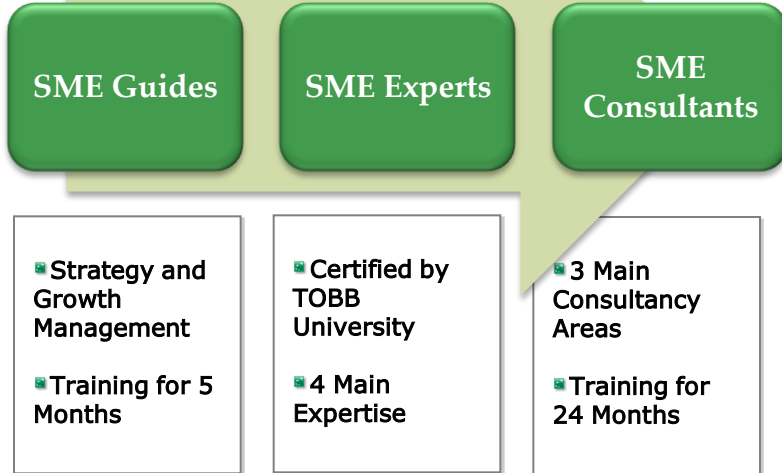 SME Guides
SME Experts
SME
Consultants
Strategy and
Growth
Management
Training for 5
Months
Certified by
TOBB
University
4 Main
Expertise
3 Main
Consultancy
Areas
Training for
24 Months